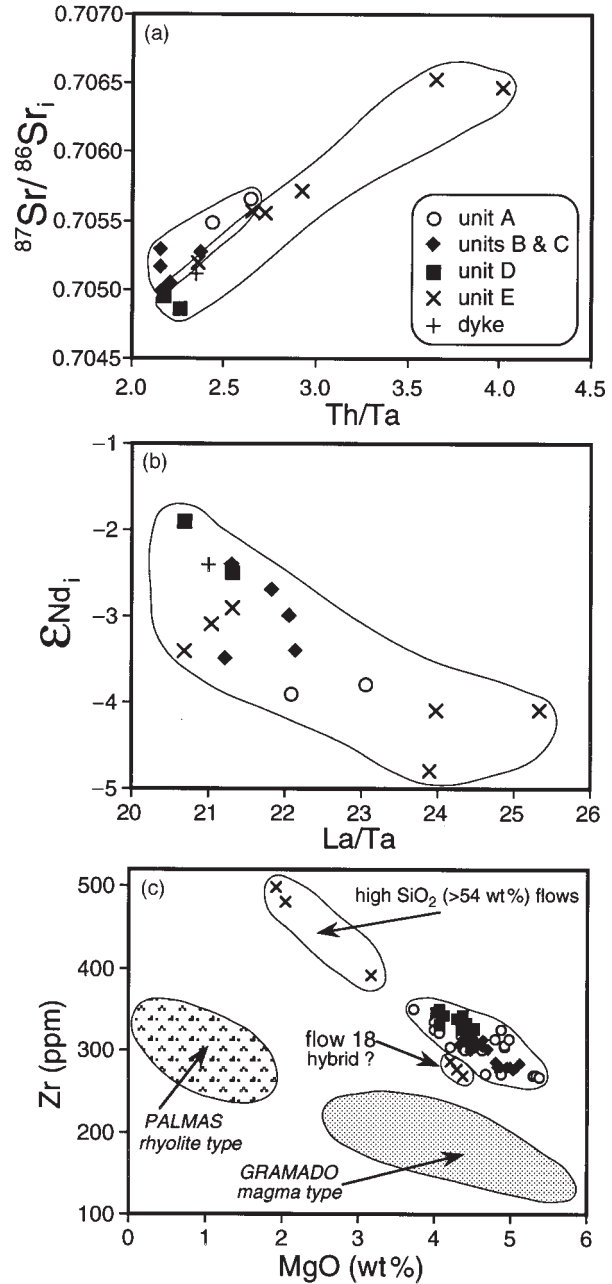 (a)
0.7070
0.7065
0.7060
0.7055
0.7050
0.7045
87Sr/86Sri
unit A
units B & C
unit D
unit E
dyke
2.0 2.5 3.0 3.5 4.0 4.5
Th/Ta
(b)
−1
−2
−3
−4
−5
εNdi
20 21 22 23 24 25 26
La/Ta
(c)
500
400
300
200
100
Zr (ppm)
high SiO2 (>54 wt%) flows
flow 18
hybrid ?
PALMAS
rhyolite type
GRAMADO
magma type
0 1 2 3 4 5 6
MgO (wt%)